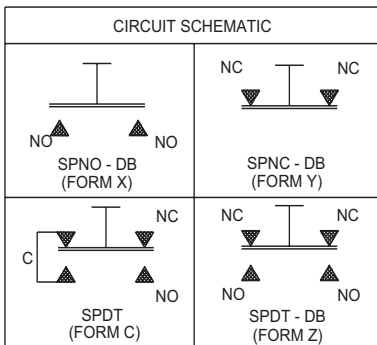 CIRCUIT SCHEMATIC
NO NO
SPNO - DB
(FORM X)
NC NC
SPNC - DB
(FORM Y)
NC
C
NO
SPDT
(FORM C)
NC NC
NO NO
SPDT - DB
(FORM Z)